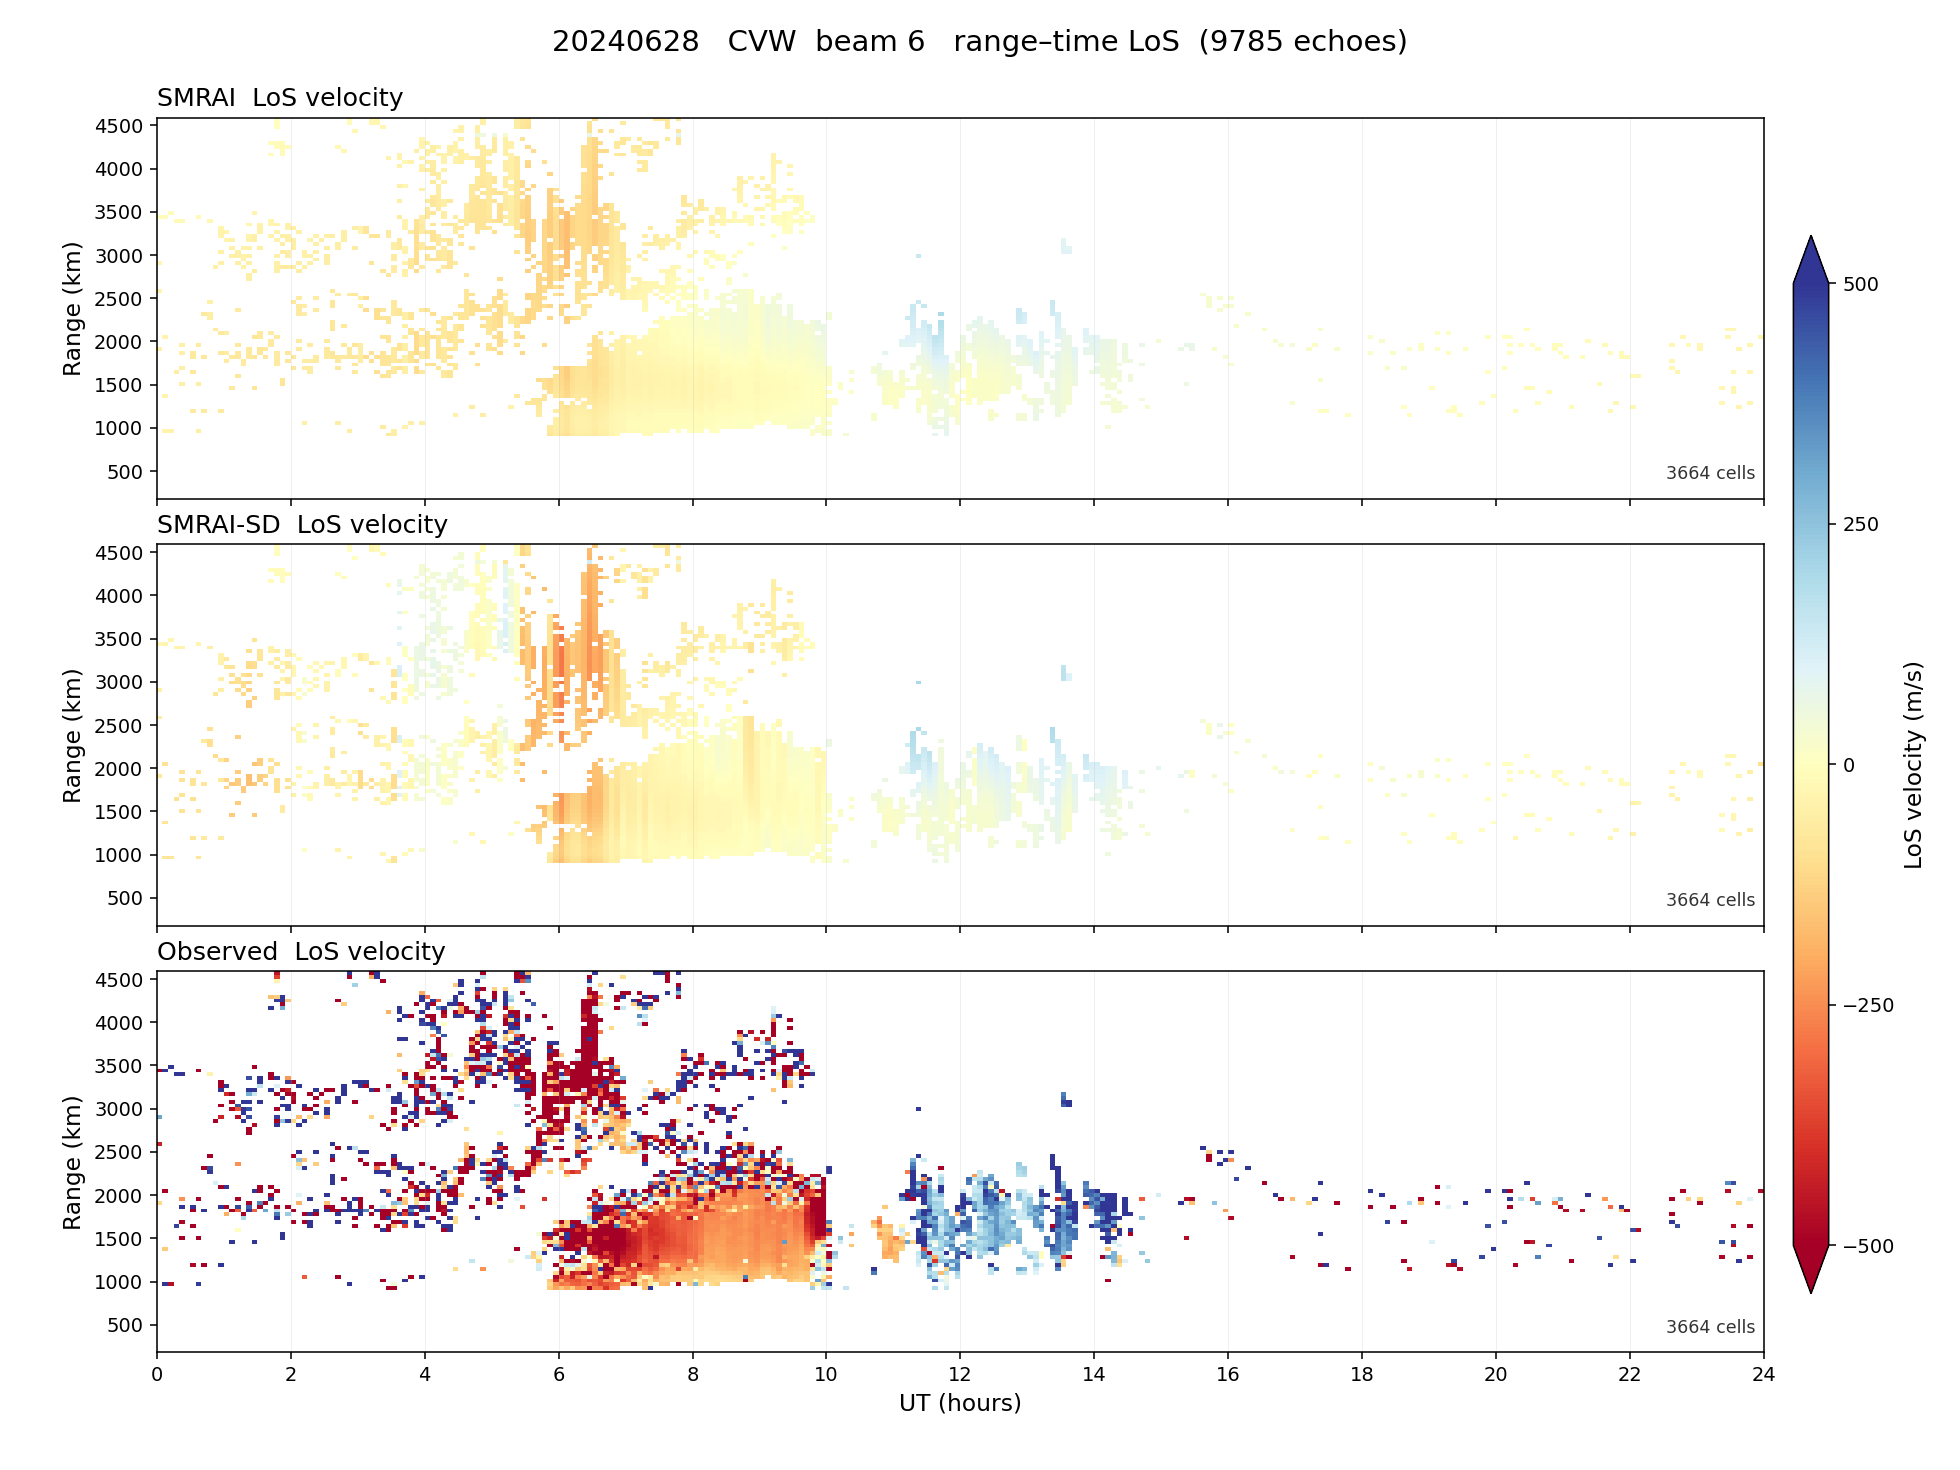 20240628   CVW  beam 6   range–time LoS  (9785 echoes)
SMRAI  LoS velocity
4500
4000
3500
3000
2500
2000
1500
1000
500
Range (km)
3664 cells
SMRAI-SD  LoS velocity
4500
4000
3500
3000
2500
2000
1500
1000
500
Range (km)
3664 cells
Observed  LoS velocity
4500
4000
3500
3000
2500
2000
1500
1000
500
Range (km)
3664 cells
0 2 4 6 8 10 12 14 16 18 20 22 24
UT (hours)
500
250
0
−250
−500
LoS velocity (m/s)